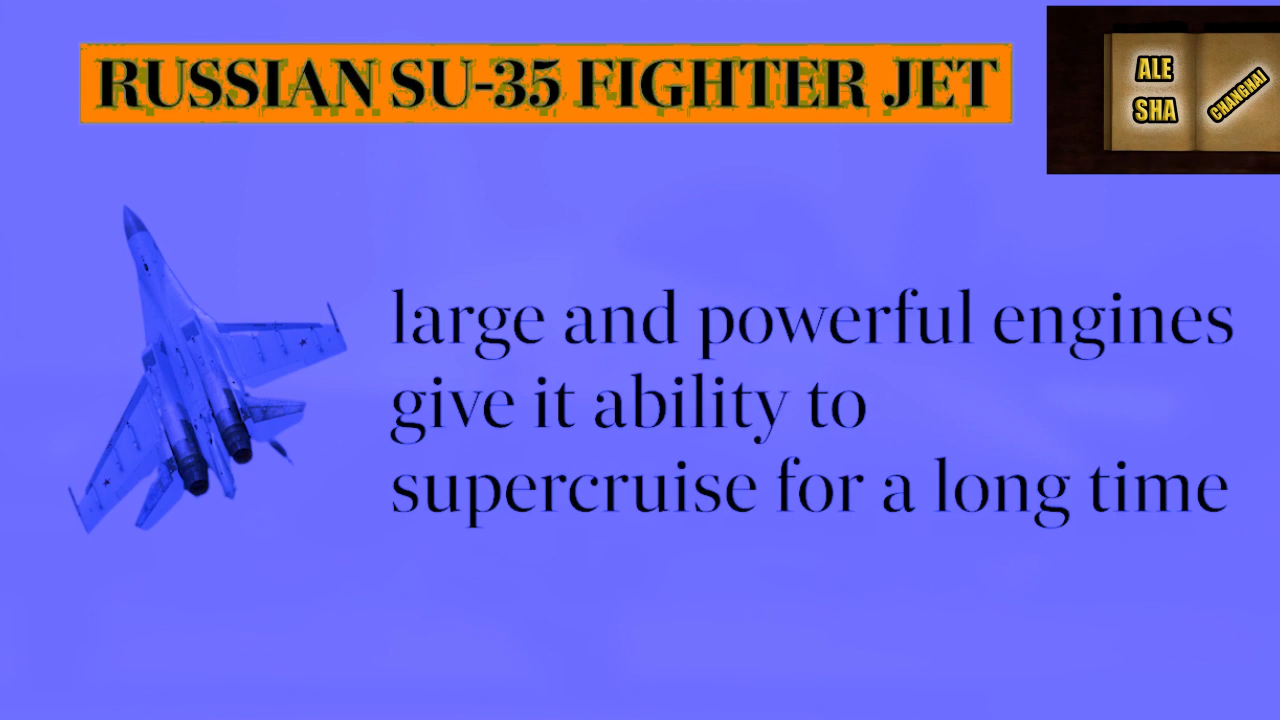 RUSSIAN SU-35 FIGHTER JET
ALE
SHA
CHANGHAI
large and powerful engines
give it ability to
supercruise for a long time